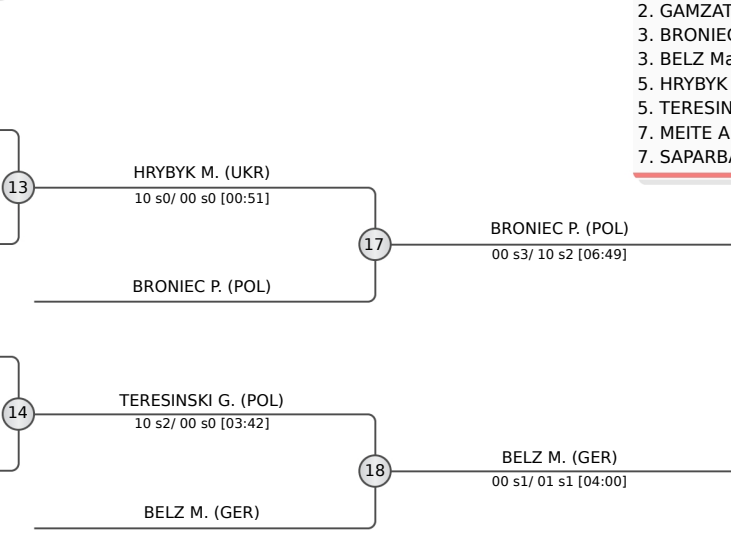 2. GAMZAT
3. BRONIEC
3. BELZ Ma
5. HRYBYK
5. TERESIN
7. MEITE A
7. SAPARBA
13
HRYBYK M. (UKR)
10 s0/ 00 s0 [00:51]
17
BRONIEC P. (POL)
00 s3/ 10 s2 [06:49]
BRONIEC P. (POL)
14
TERESINSKI G. (POL)
10 s2/ 00 s0 [03:42]
18
BELZ M. (GER)
00 s1/ 01 s1 [04:00]
BELZ M. (GER)